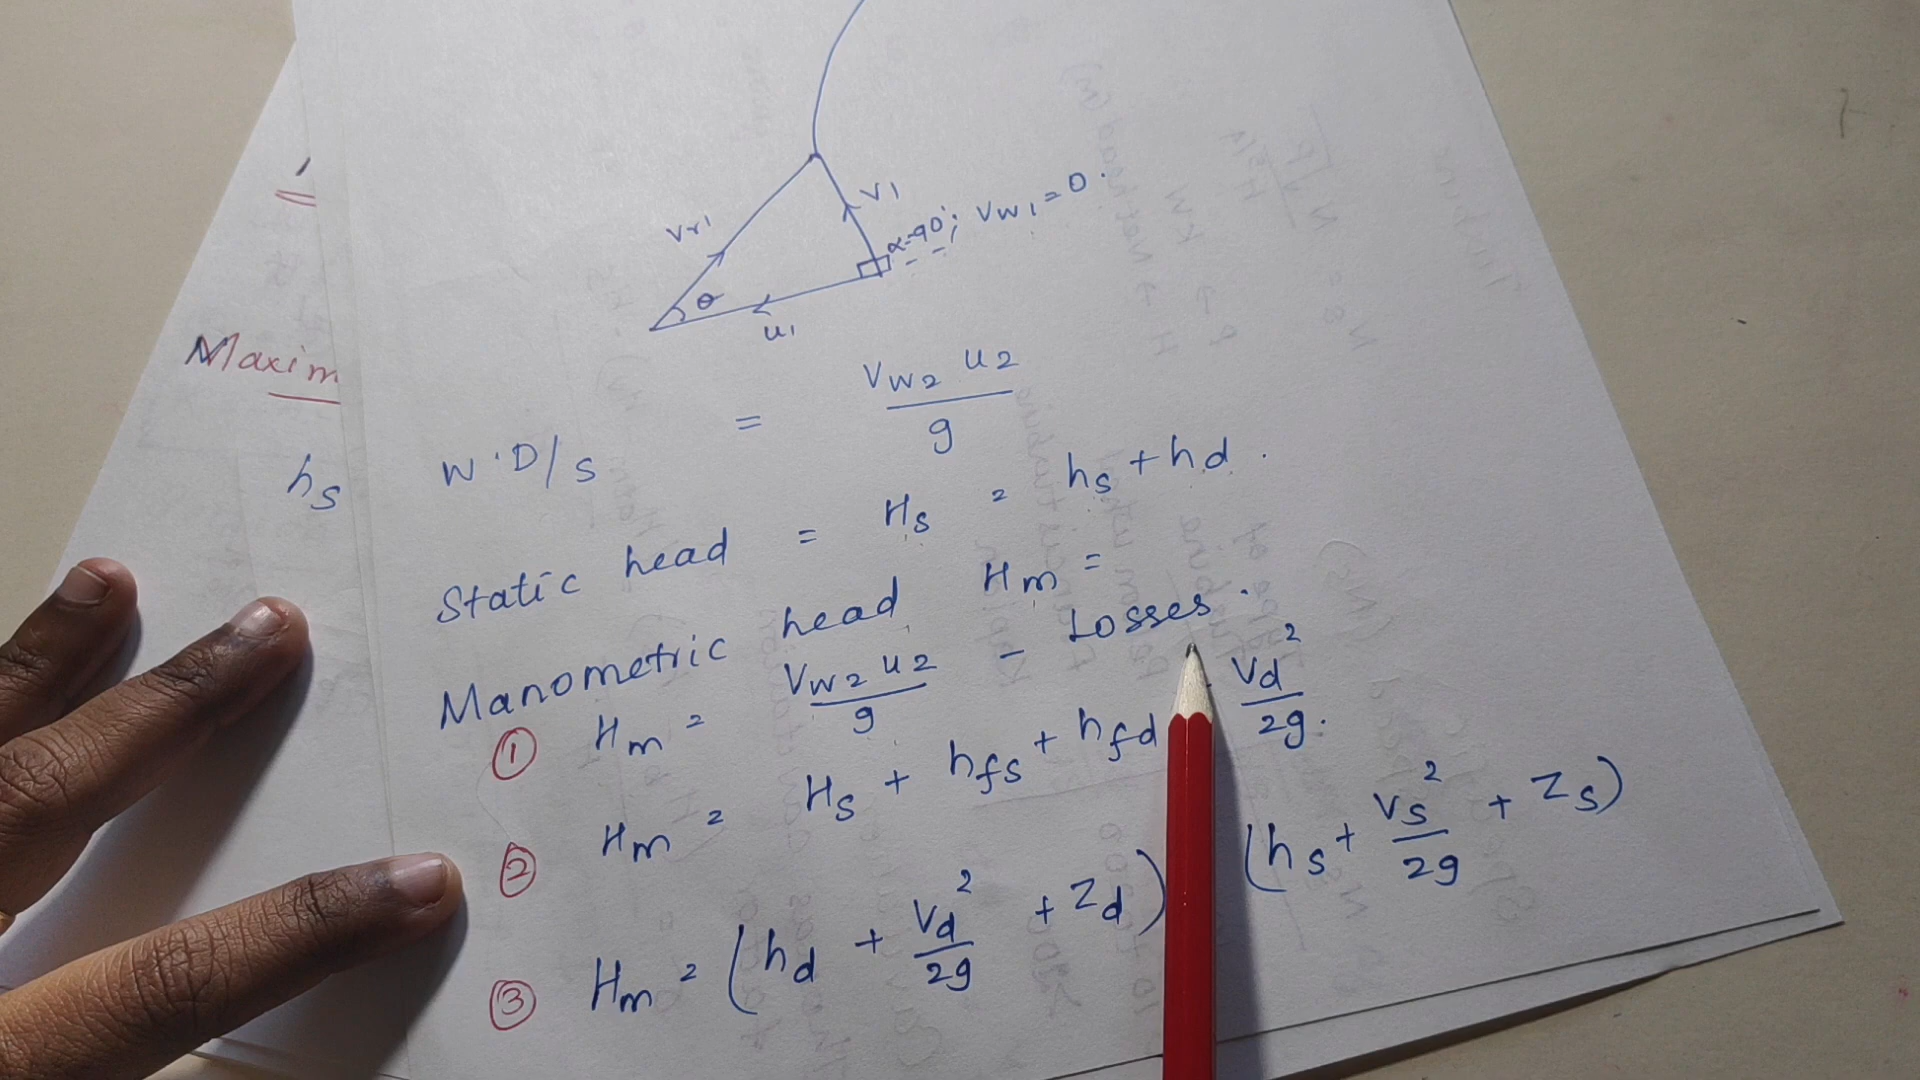 Vr1
V1
α=90°; Vw1 = 0.
θ
u1
Maxim
hs
W.D/s = Vw2 u2 / g
Static head = Hs = hs + hd.
Manometric head Hm =
① Hm = Vw2 u2 / g - Losses.
② Hm = Hs + hfs + hfd Vd² / 2g.
③ Hm = (hd + Vd² / 2g + Zd) (hs + Vs² / 2g + Zs)